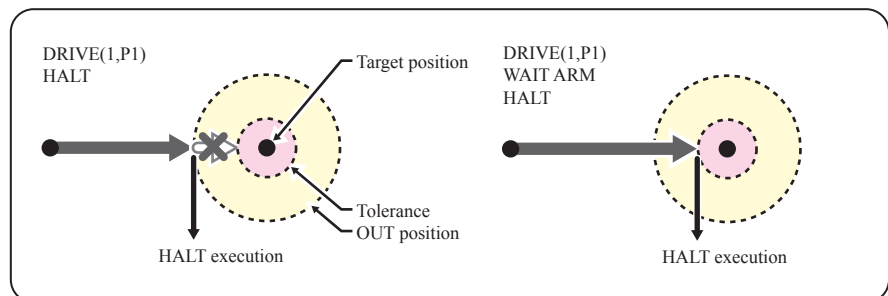 DRIVE(1,P1)
HALT
Target position
Tolerance
OUT position
HALT execution
DRIVE(1,P1)
WAIT ARM
HALT
HALT execution